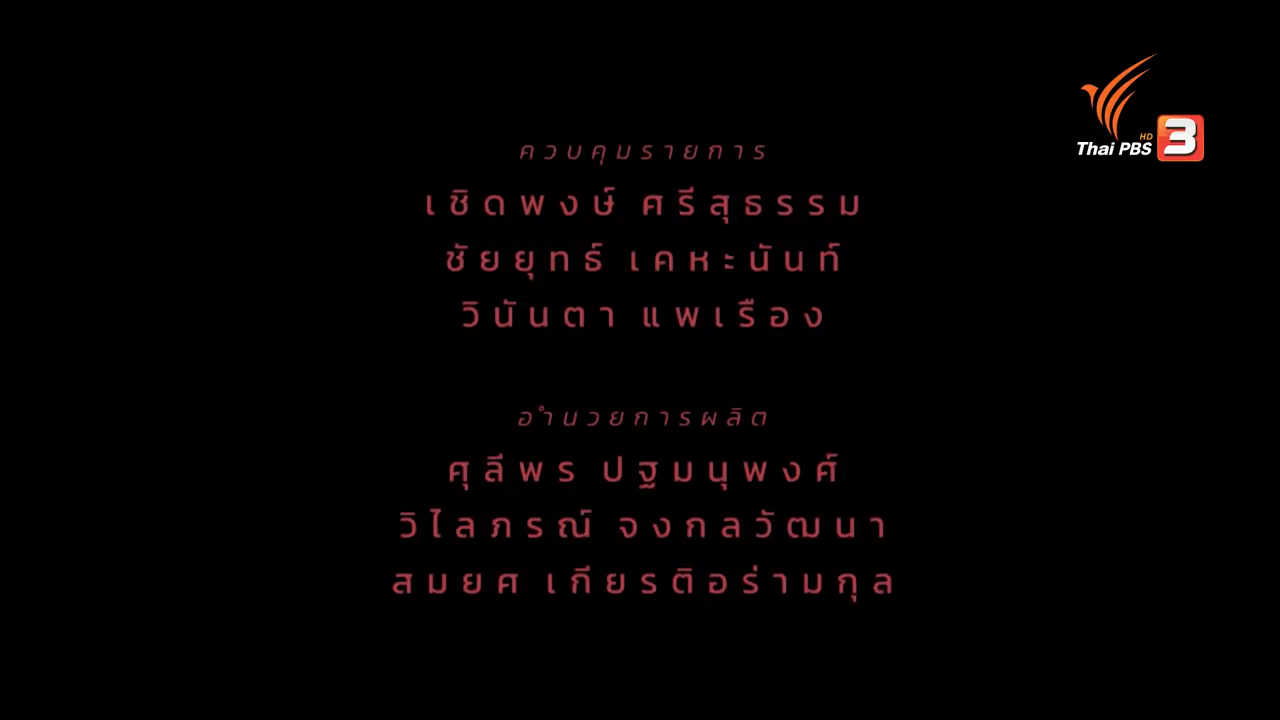 HD
Thai PBS 3
ควบคุมรายการ
เชิดพงษ์ ศรีสุธรรม
ชัยยุทธ์ เคหะนันท์
วินันตา แพเรือง
อำนวยการผลิต
ศุลีพร ปฐมนุพงศ์
วิไลภรณ์ จงกลวัฒนา
สมยศ เกียรติอร่ามกุล